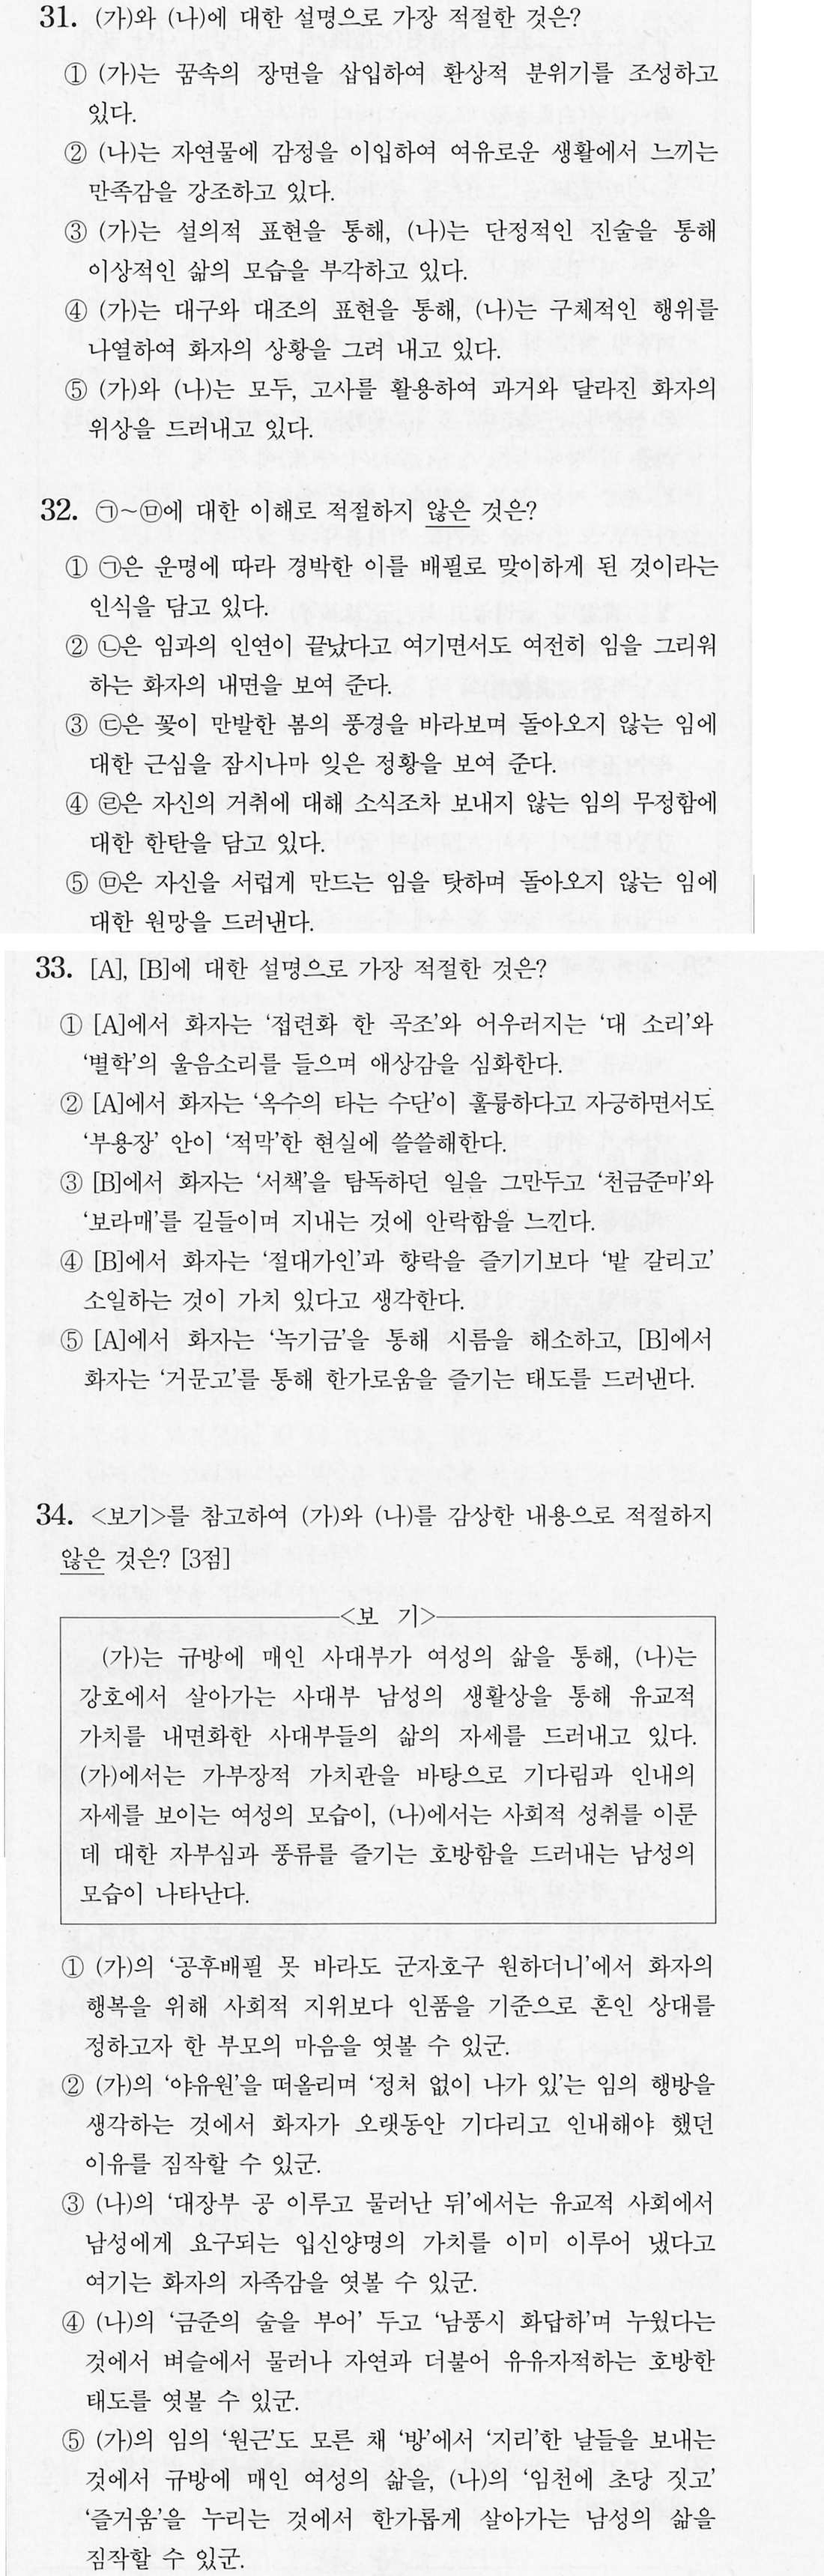 31. (가)와 (나)에 대한 설명으로 가장 적절한 것은?
① (가)는 꿈속의 장면을 삽입하여 환상적 분위기를 조성하고
있다.
② (나)는 자연물에 감정을 이입하여 여유로운 생활에서 느끼는
만족감을 강조하고 있다.
③ (가)는 설의적 표현을 통해, (나)는 단정적인 진술을 통해
이상적인 삶의 모습을 부각하고 있다.
④ (가)는 대구와 대조의 표현을 통해, (나)는 구체적인 행위를
나열하여 화자의 상황을 그려 내고 있다.
⑤ (가)와 (나)는 모두, 고사를 활용하여 과거와 달라진 화자의
위상을 드러내고 있다.
32. ㉠~㉤에 대한 이해로 적절하지 않은 것은?
① ㉠은 운명에 따라 경박한 이를 배필로 맞이하게 된 것이라는
인식을 담고 있다.
② ㉡은 임과의 인연이 끝났다고 여기면서도 여전히 임을 그리워
하는 화자의 내면을 보여 준다.
③ ㉢은 꽃이 만발한 봄의 풍경을 바라보며 돌아오지 않는 임에
대한 근심을 잠시나마 잊은 정황을 보여 준다.
④ ㉣은 자신의 거취에 대해 소식조차 보내지 않는 임의 무정함에
대한 한탄을 담고 있다.
⑤ ㉤은 자신을 서럽게 만드는 임을 탓하며 돌아오지 않는 임에
대한 원망을 드러낸다.
33. [A], [B]에 대한 설명으로 가장 적절한 것은?
① [A]에서 화자는 ‘접련화 한 곡조’와 어우러지는 ‘대 소리’와
‘별학’의 울음소리를 들으며 애상감을 심화한다.
② [A]에서 화자는 ‘옥수의 타는 수단’이 훌륭하다고 자긍하면서도
‘부용장’ 안이 ‘적막’한 현실에 쓸쓸해한다.
③ [B]에서 화자는 ‘서책’을 탐독하던 일을 그만두고 ‘천금준마’와
‘보라매’를 길들이며 지내는 것에 안락함을 느낀다.
④ [B]에서 화자는 ‘절대가인’과 향락을 즐기기보다 ‘밭 갈리고’
소일하는 것이 가치 있다고 생각한다.
⑤ [A]에서 화자는 ‘녹기금’을 통해 시름을 해소하고, [B]에서
화자는 ‘거문고’를 통해 한가로움을 즐기는 태도를 드러낸다.
34. <보기>를 참고하여 (가)와 (나)를 감상한 내용으로 적절하지
않은 것은? [3점]
<보 기>
(가)는 규방에 매인 사대부가 여성의 삶을 통해, (나)는
강호에서 살아가는 사대부 남성의 생활상을 통해 유교적
가치를 내면화한 사대부들의 삶의 자세를 드러내고 있다.
(가)에서는 가부장적 가치관을 바탕으로 기다림과 인내의
자세를 보이는 여성의 모습이, (나)에서는 사회적 성취를 이룬
데 대한 자부심과 풍류를 즐기는 호방함을 드러내는 남성의
모습이 나타난다.
① (가)의 ‘공후배필 못 바라도 군자호구 원하더니’에서 화자의
행복을 위해 사회적 지위보다 인품을 기준으로 혼인 상대를
정하고자 한 부모의 마음을 엿볼 수 있군.
② (가)의 ‘야유원’을 떠올리며 ‘정처 없이 나가 있’는 임의 행방을
생각하는 것에서 화자가 오랫동안 기다리고 인내해야 했던
이유를 짐작할 수 있군.
③ (나)의 ‘대장부 공 이루고 물러난 뒤’에서는 유교적 사회에서
남성에게 요구되는 입신양명의 가치를 이미 이루어 냈다고
여기는 화자의 자족감을 엿볼 수 있군.
④ (나)의 ‘금준의 술을 부어’ 두고 ‘남풍시 화답하’며 누웠다는
것에서 벼슬에서 물러나 자연과 더불어 유유자적하는 호방한
태도를 엿볼 수 있군.
⑤ (가)의 임의 ‘원근’도 모른 채 ‘방’에서 ‘지리’한 날들을 보내는
것에서 규방에 매인 여성의 삶을, (나)의 ‘임천에 초당 짓고’
‘즐거움’을 누리는 것에서 한가롭게 살아가는 남성의 삶을
짐작할 수 있군.